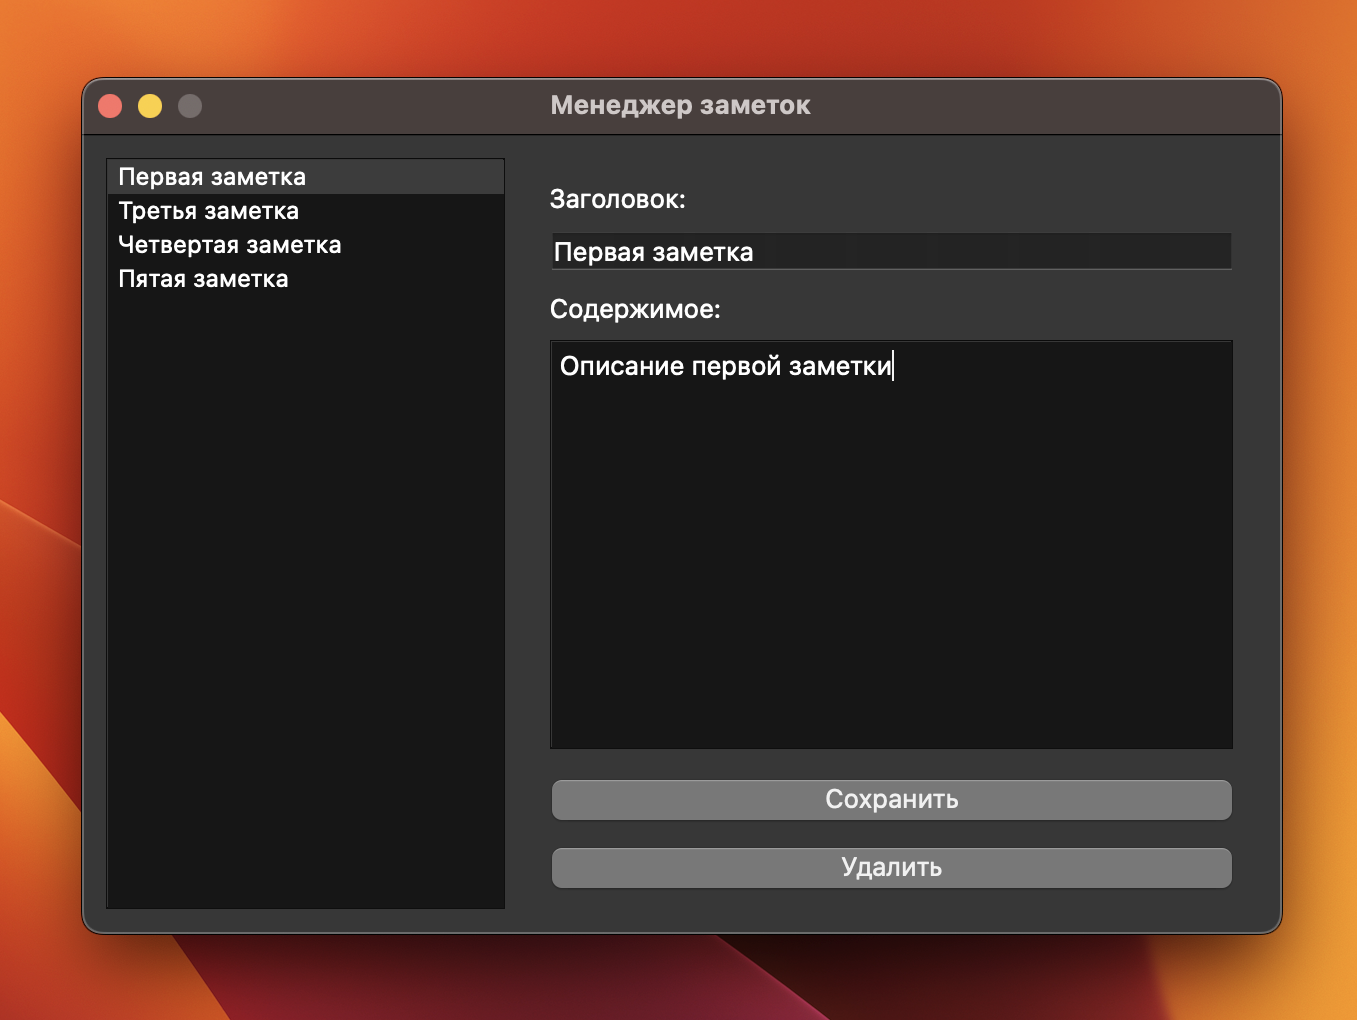 Менеджер заметок
Первая заметка
Третья заметка
Четвертая заметка
Пятая заметка
Заголовок:
Первая заметка
Содержимое:
Описание первой заметки
Сохранить
Удалить